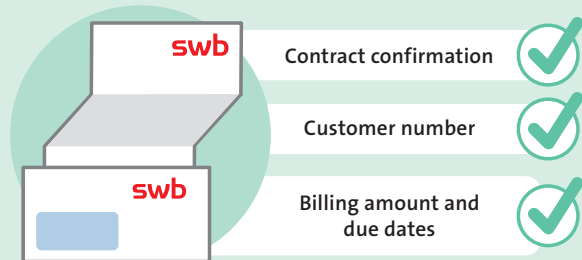 swb
Contract confirmation
Customer number
swb
Billing amount and
due dates